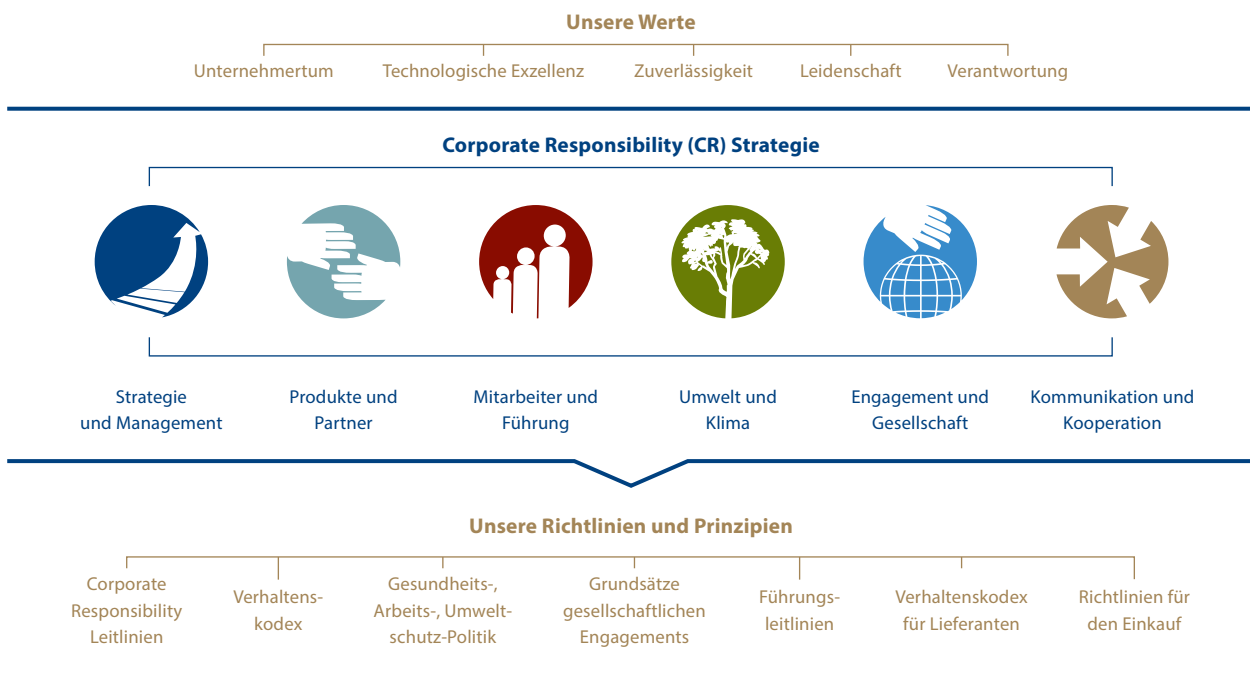 Unsere Werte
Unternehmertum
Technologische Exzellenz
Zuverlässigkeit
Leidenschaft
Verantwortung
Corporate Responsibility (CR) Strategie
Strategie
und Management
Produkte und
Partner
Mitarbeiter und
Führung
Umwelt und
Klima
Engagement und
Gesellschaft
Kommunikation und
Kooperation
Unsere Richtlinien und Prinzipien
Corporate
Responsibility
Leitlinien
Verhaltens-
kodex
Gesundheits-,
Arbeits-, Umwelt-
schutz-Politik
Grundsätze
gesellschaftlichen
Engagements
Führungs-
leitlinien
Verhaltenskodex
für Lieferanten
Richtlinien für
den Einkauf